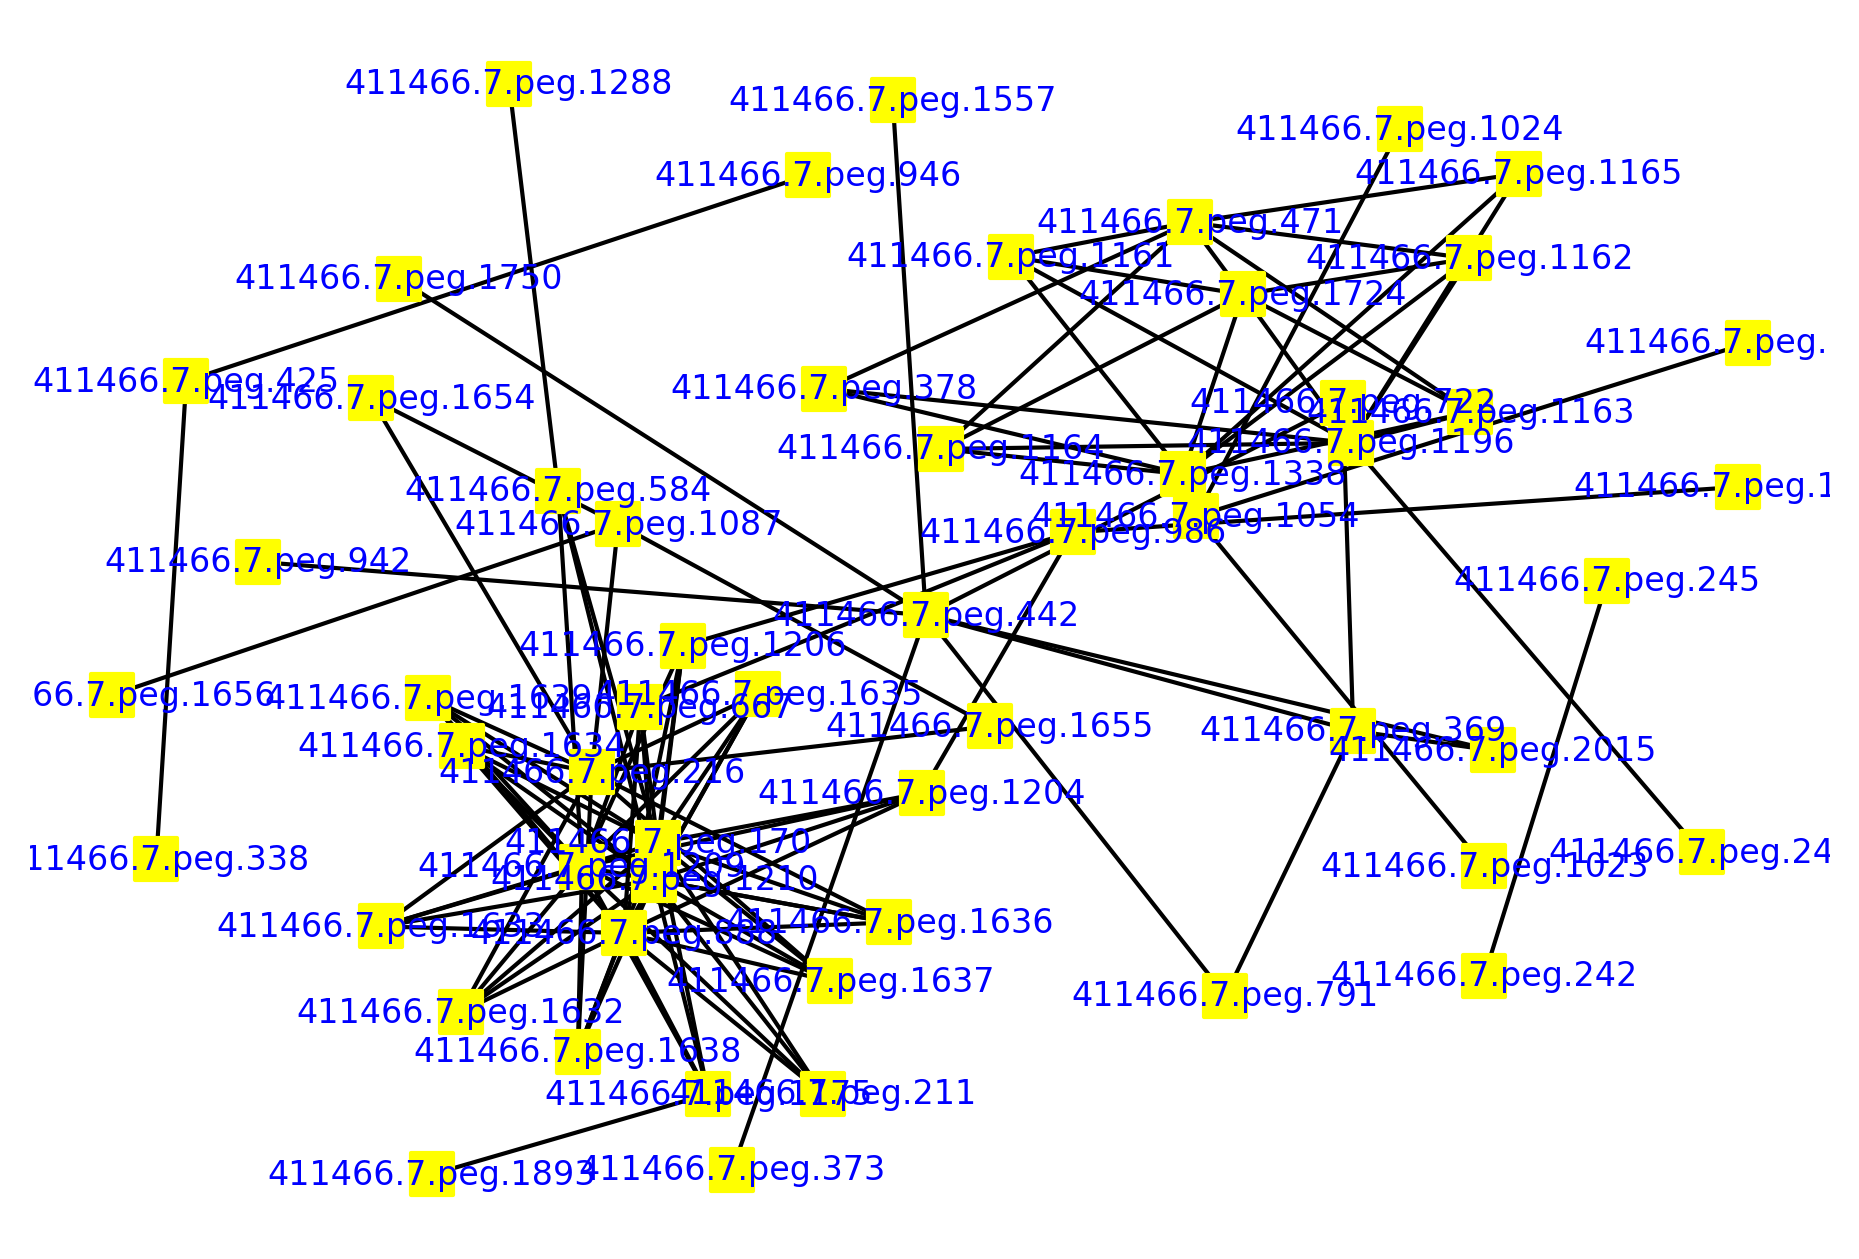 411466.7.peg.1288
411466.7.peg.1557
411466.7.peg.1024
411466.7.peg.946
411466.7.peg.1165
411466.7.peg.471
411466.7.peg.1161
411466.7.peg.1162
411466.7.peg.1750
411466.7.peg.1724
411466.7.peg.
411466.7.peg.425
411466.7.peg.1654
411466.7.peg.378
411466.7.peg.722
411466.7.peg.1163
411466.7.peg.1164
411466.7.peg.1196
411466.7.peg.1338
411466.7.peg.584
411466.7.peg.1
411466.7.peg.1087
411466.7.peg.1054
411466.7.peg.986
411466.7.peg.942
411466.7.peg.245
411466.7.peg.442
411466.7.peg.1206
66.7.peg.1656
411466.7.peg.1639
411466.7.peg.667
411466.7.peg.1635
411466.7.peg.1655
411466.7.peg.369
411466.7.peg.1634
411466.7.peg.2015
411466.7.peg.216
411466.7.peg.1204
411466.7.peg.170
11466.7.peg.338
411466.7.peg.1209
411466.7.peg.1023
411466.7.peg.24
411466.7.peg.1210
411466.7.peg.1633
411466.7.peg.888
411466.7.peg.1636
411466.7.peg.1637
411466.7.peg.242
411466.7.peg.791
411466.7.peg.1632
411466.7.peg.1638
411466.7.peg.1175
411466.7.peg.211
411466.7.peg.1893
411466.7.peg.373